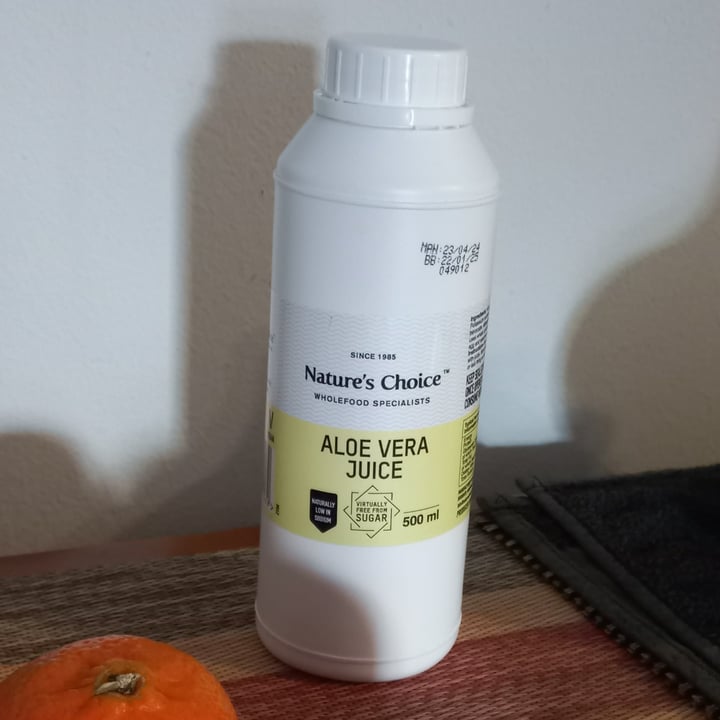 MAN:23/04/24
BB:22/01/25
049012
SINCE 1985
Nature's Choice™
WHOLEFOOD SPECIALISTS
ALOE VERA
JUICE
NATURALLY
LOW IN
SODIUM
VIRTUALLY
FREE FROM
SUGAR
500 ml